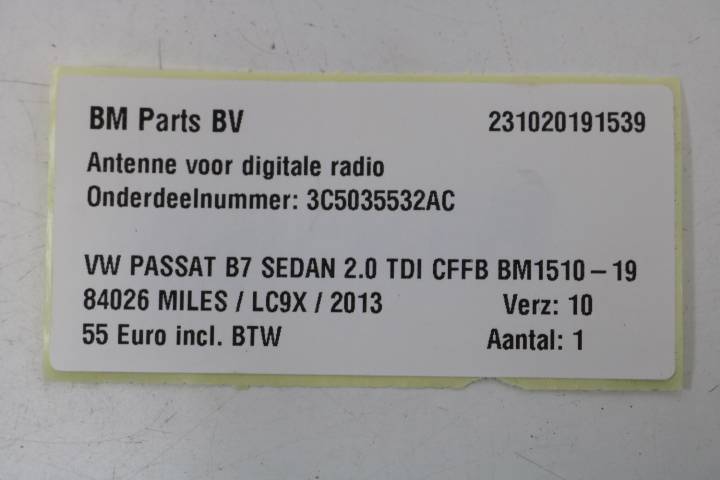 BM Parts BV 231020191539
Antenne voor digitale radio
Onderdeelnummer: 3C5035532AC
VW PASSAT B7 SEDAN 2.0 TDI CFFB BM1510-19
84026 MILES / LC9X / 2013 Verz: 10
55 Euro incl. BTW Aantal: 1